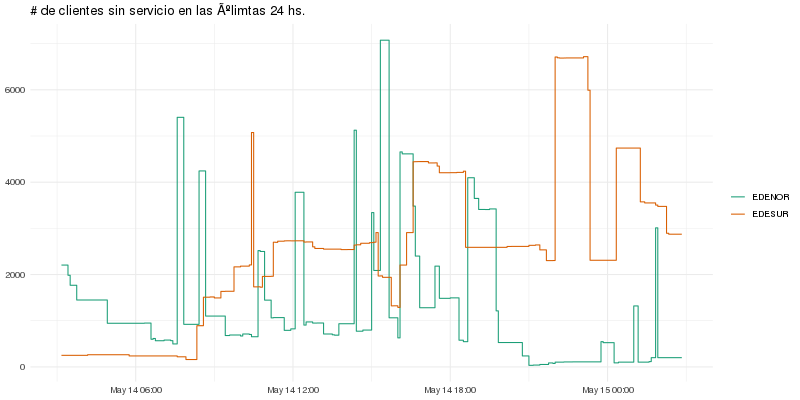 # de clientes sin servicio en las Ãºlimtas 24 hs.
6000
4000
2000
0
May 14 06:00
May 14 12:00
May 14 18:00
May 15 00:00
EDENOR
EDESUR